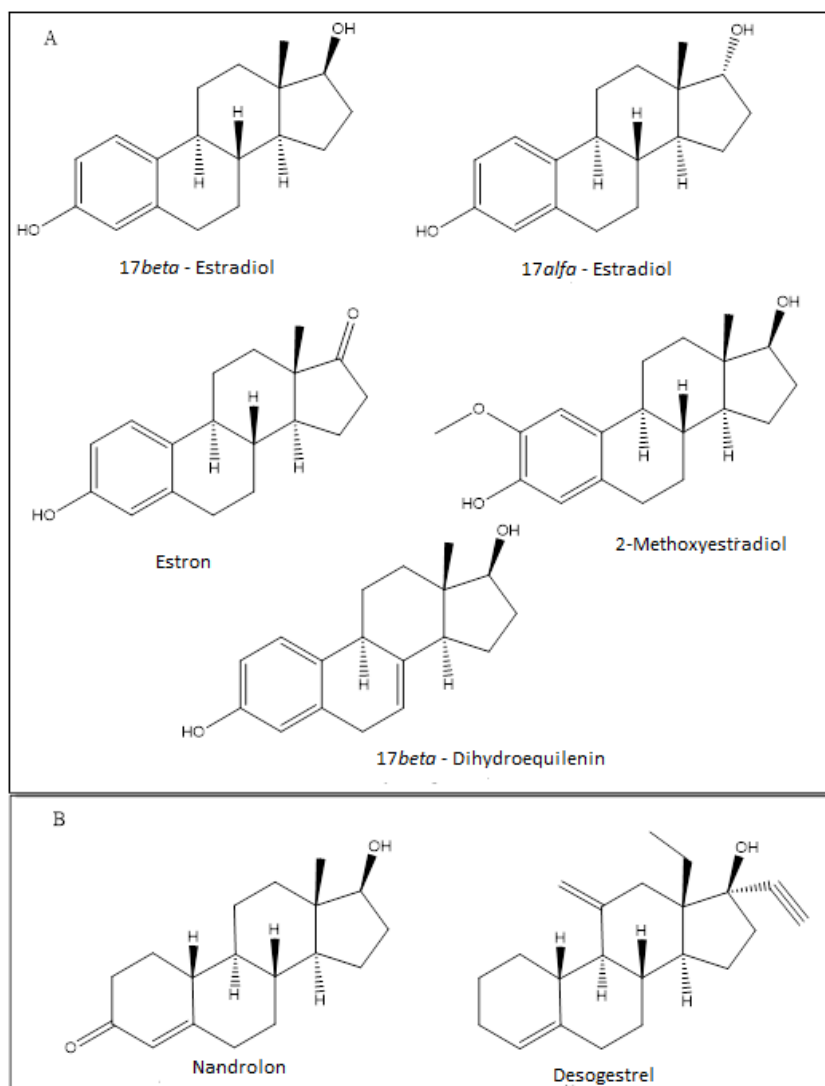 A
OH
H
H
H
HO
17beta - Estradiol
OH
H
H
H
HO
17alfa - Estradiol
O
H
H
H
HO
Estron
OH
O
H
H
H
HO
2-Methoxyestradiol
OH
H
H
HO
17beta - Dihydroequilenin
B
OH
H
H
H
H
O
Nandrolon
OH
H
H
H
H
Desogestrel